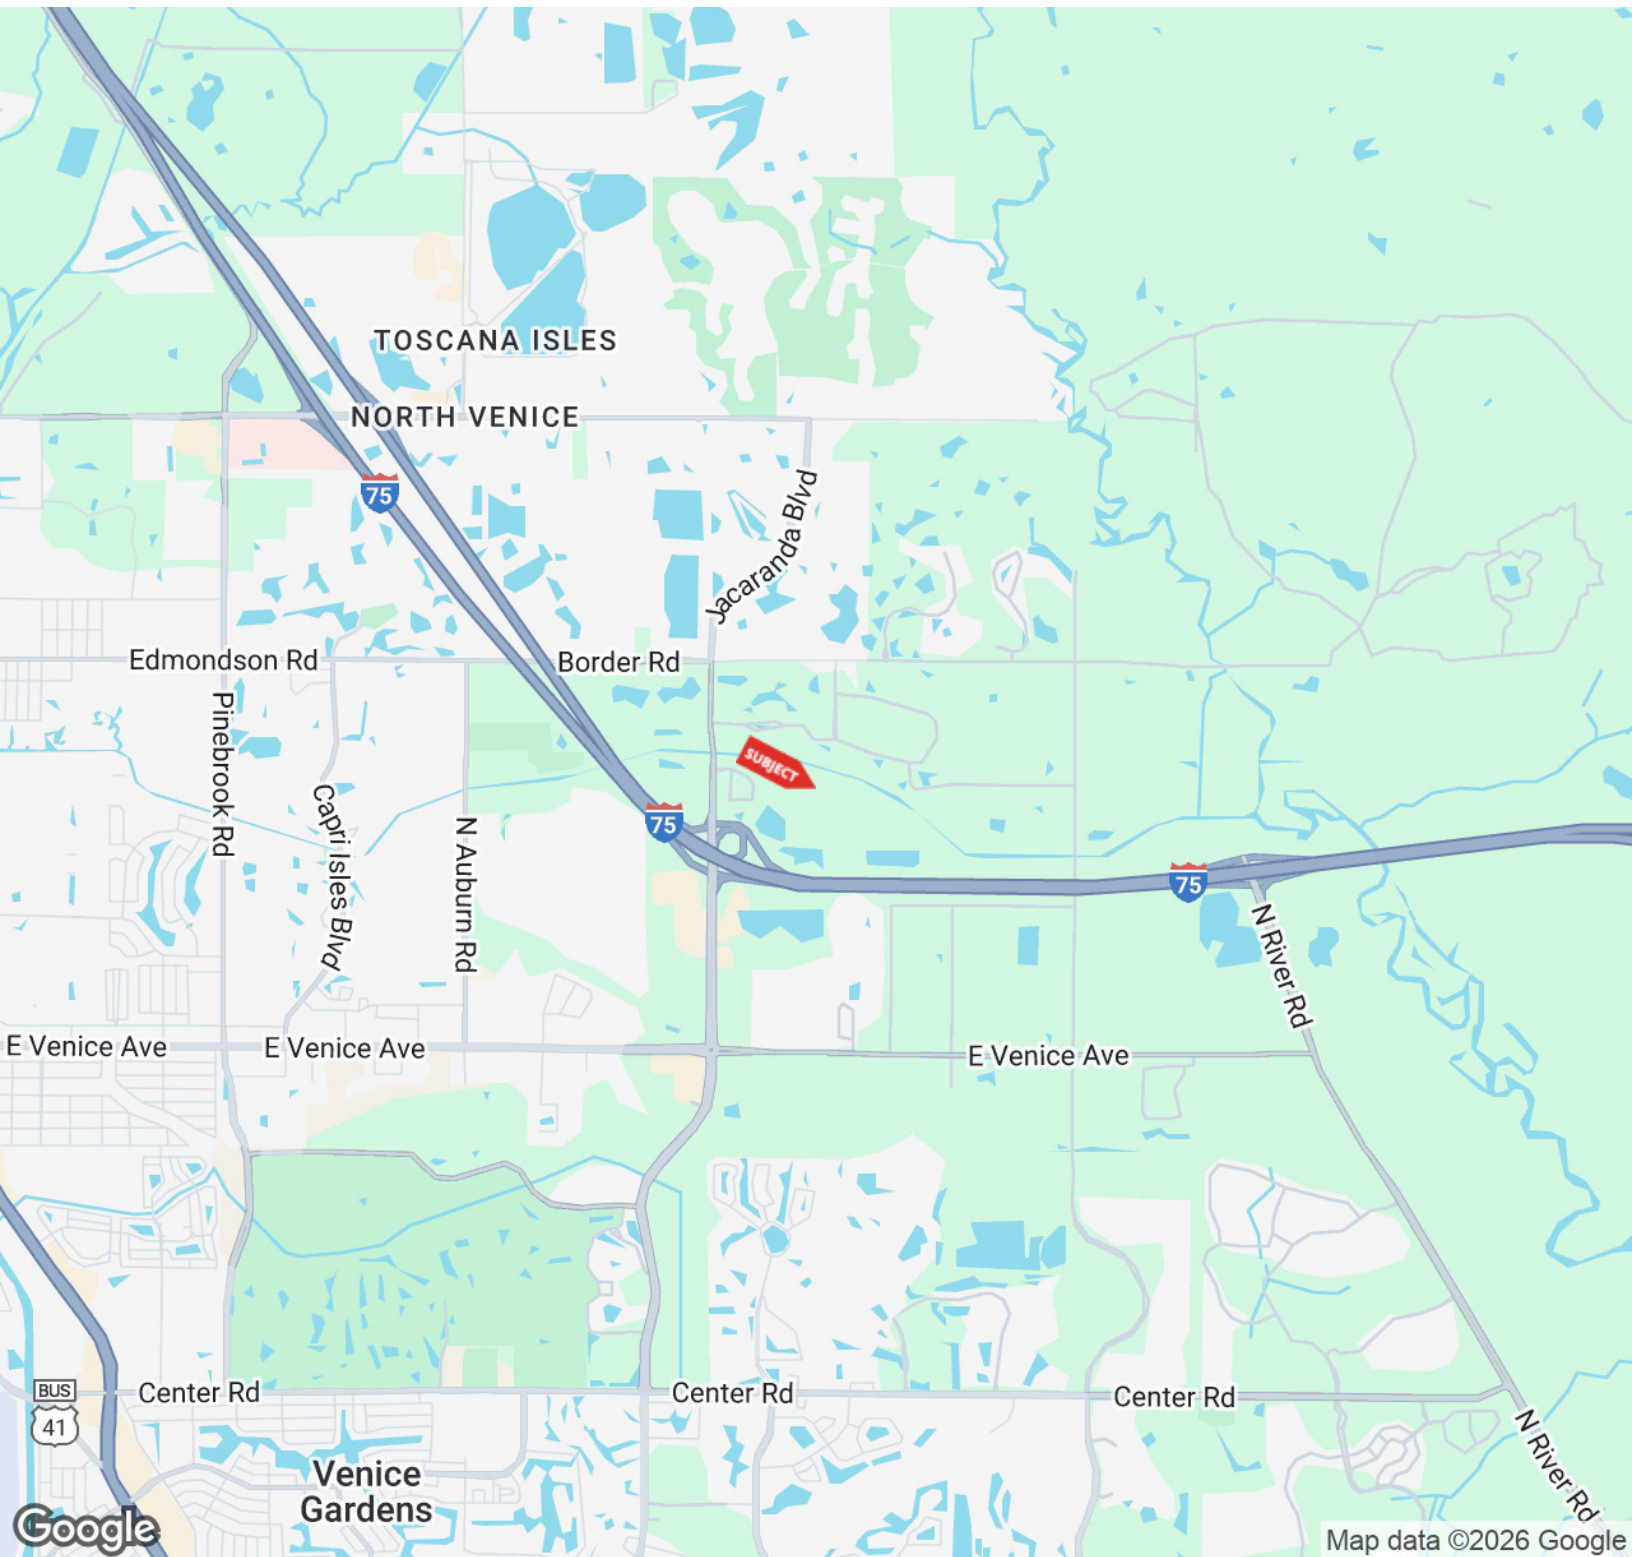 TOSCANA ISLES
NORTH VENICE
75
Jacaranda Blvd
Edmondson Rd
Border Rd
Pinebrook Rd
SUBJECT
Capri Isles Blvd
N Auburn Rd
75
75
N River Rd
E Venice Ave
E Venice Ave
E Venice Ave
BUS
41
Center Rd
Center Rd
Center Rd
N River Rd
Venice
Gardens
Google
Map data ©2026 Google